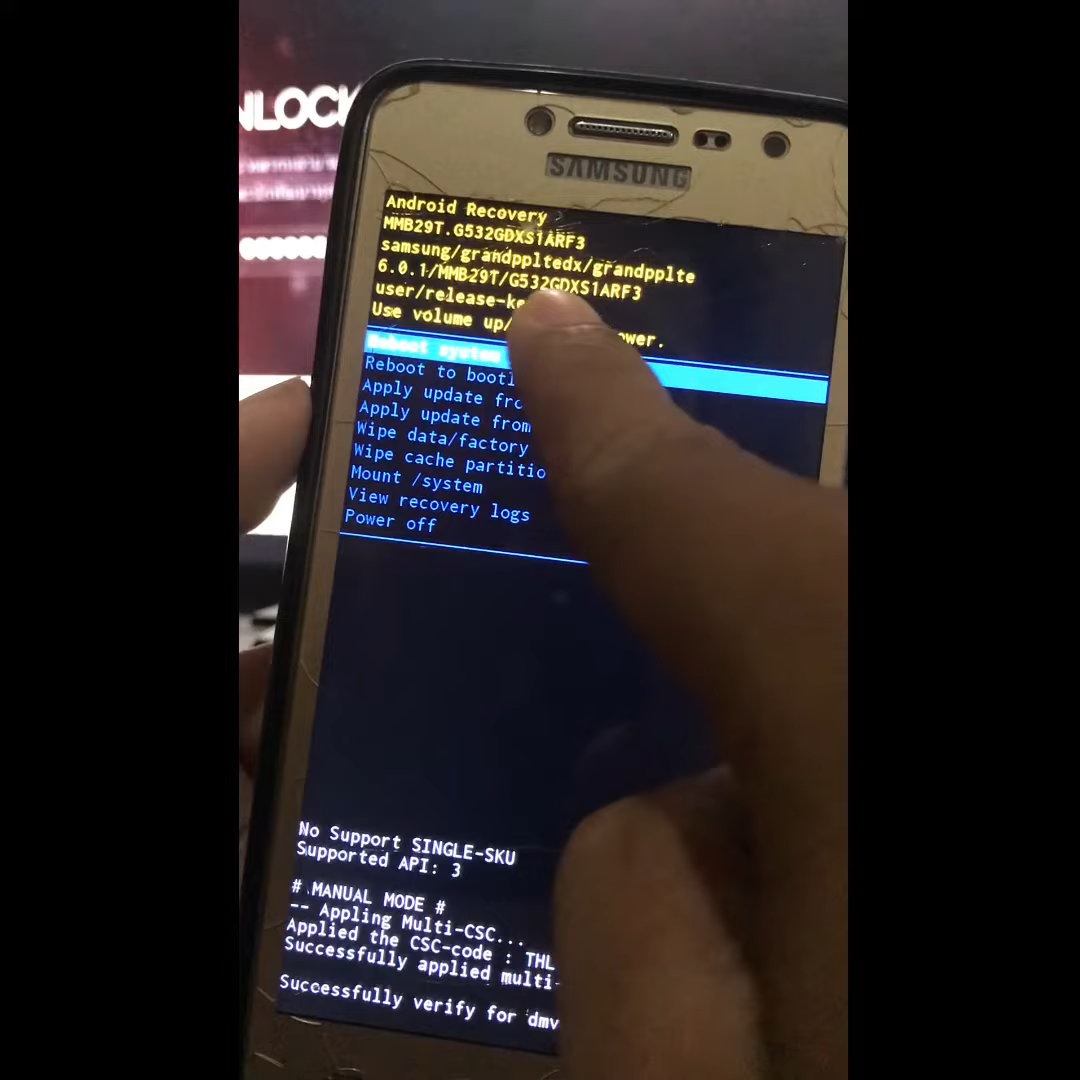 NLOCK
SAMSUNG
Android Recovery
MMB29T.G532GDXS1ARF3
samsung/grandppltedx/grandpplte
6.0.1/MMB29T/G532GDXS1ARF3
user/release-ke
Use volume up/ ower.
Reboot system
Reboot to bootl
Apply update fro
Apply update from
Wipe data/factory
Wipe cache partitio
Mount /system
View recovery logs
Power off
No Support SINGLE-SKU
Supported API: 3
# MANUAL MODE #
-- Appling Multi-CSC...
Applied the CSC-code : THL
Successfully applied multi-
Successfully verify for dmv